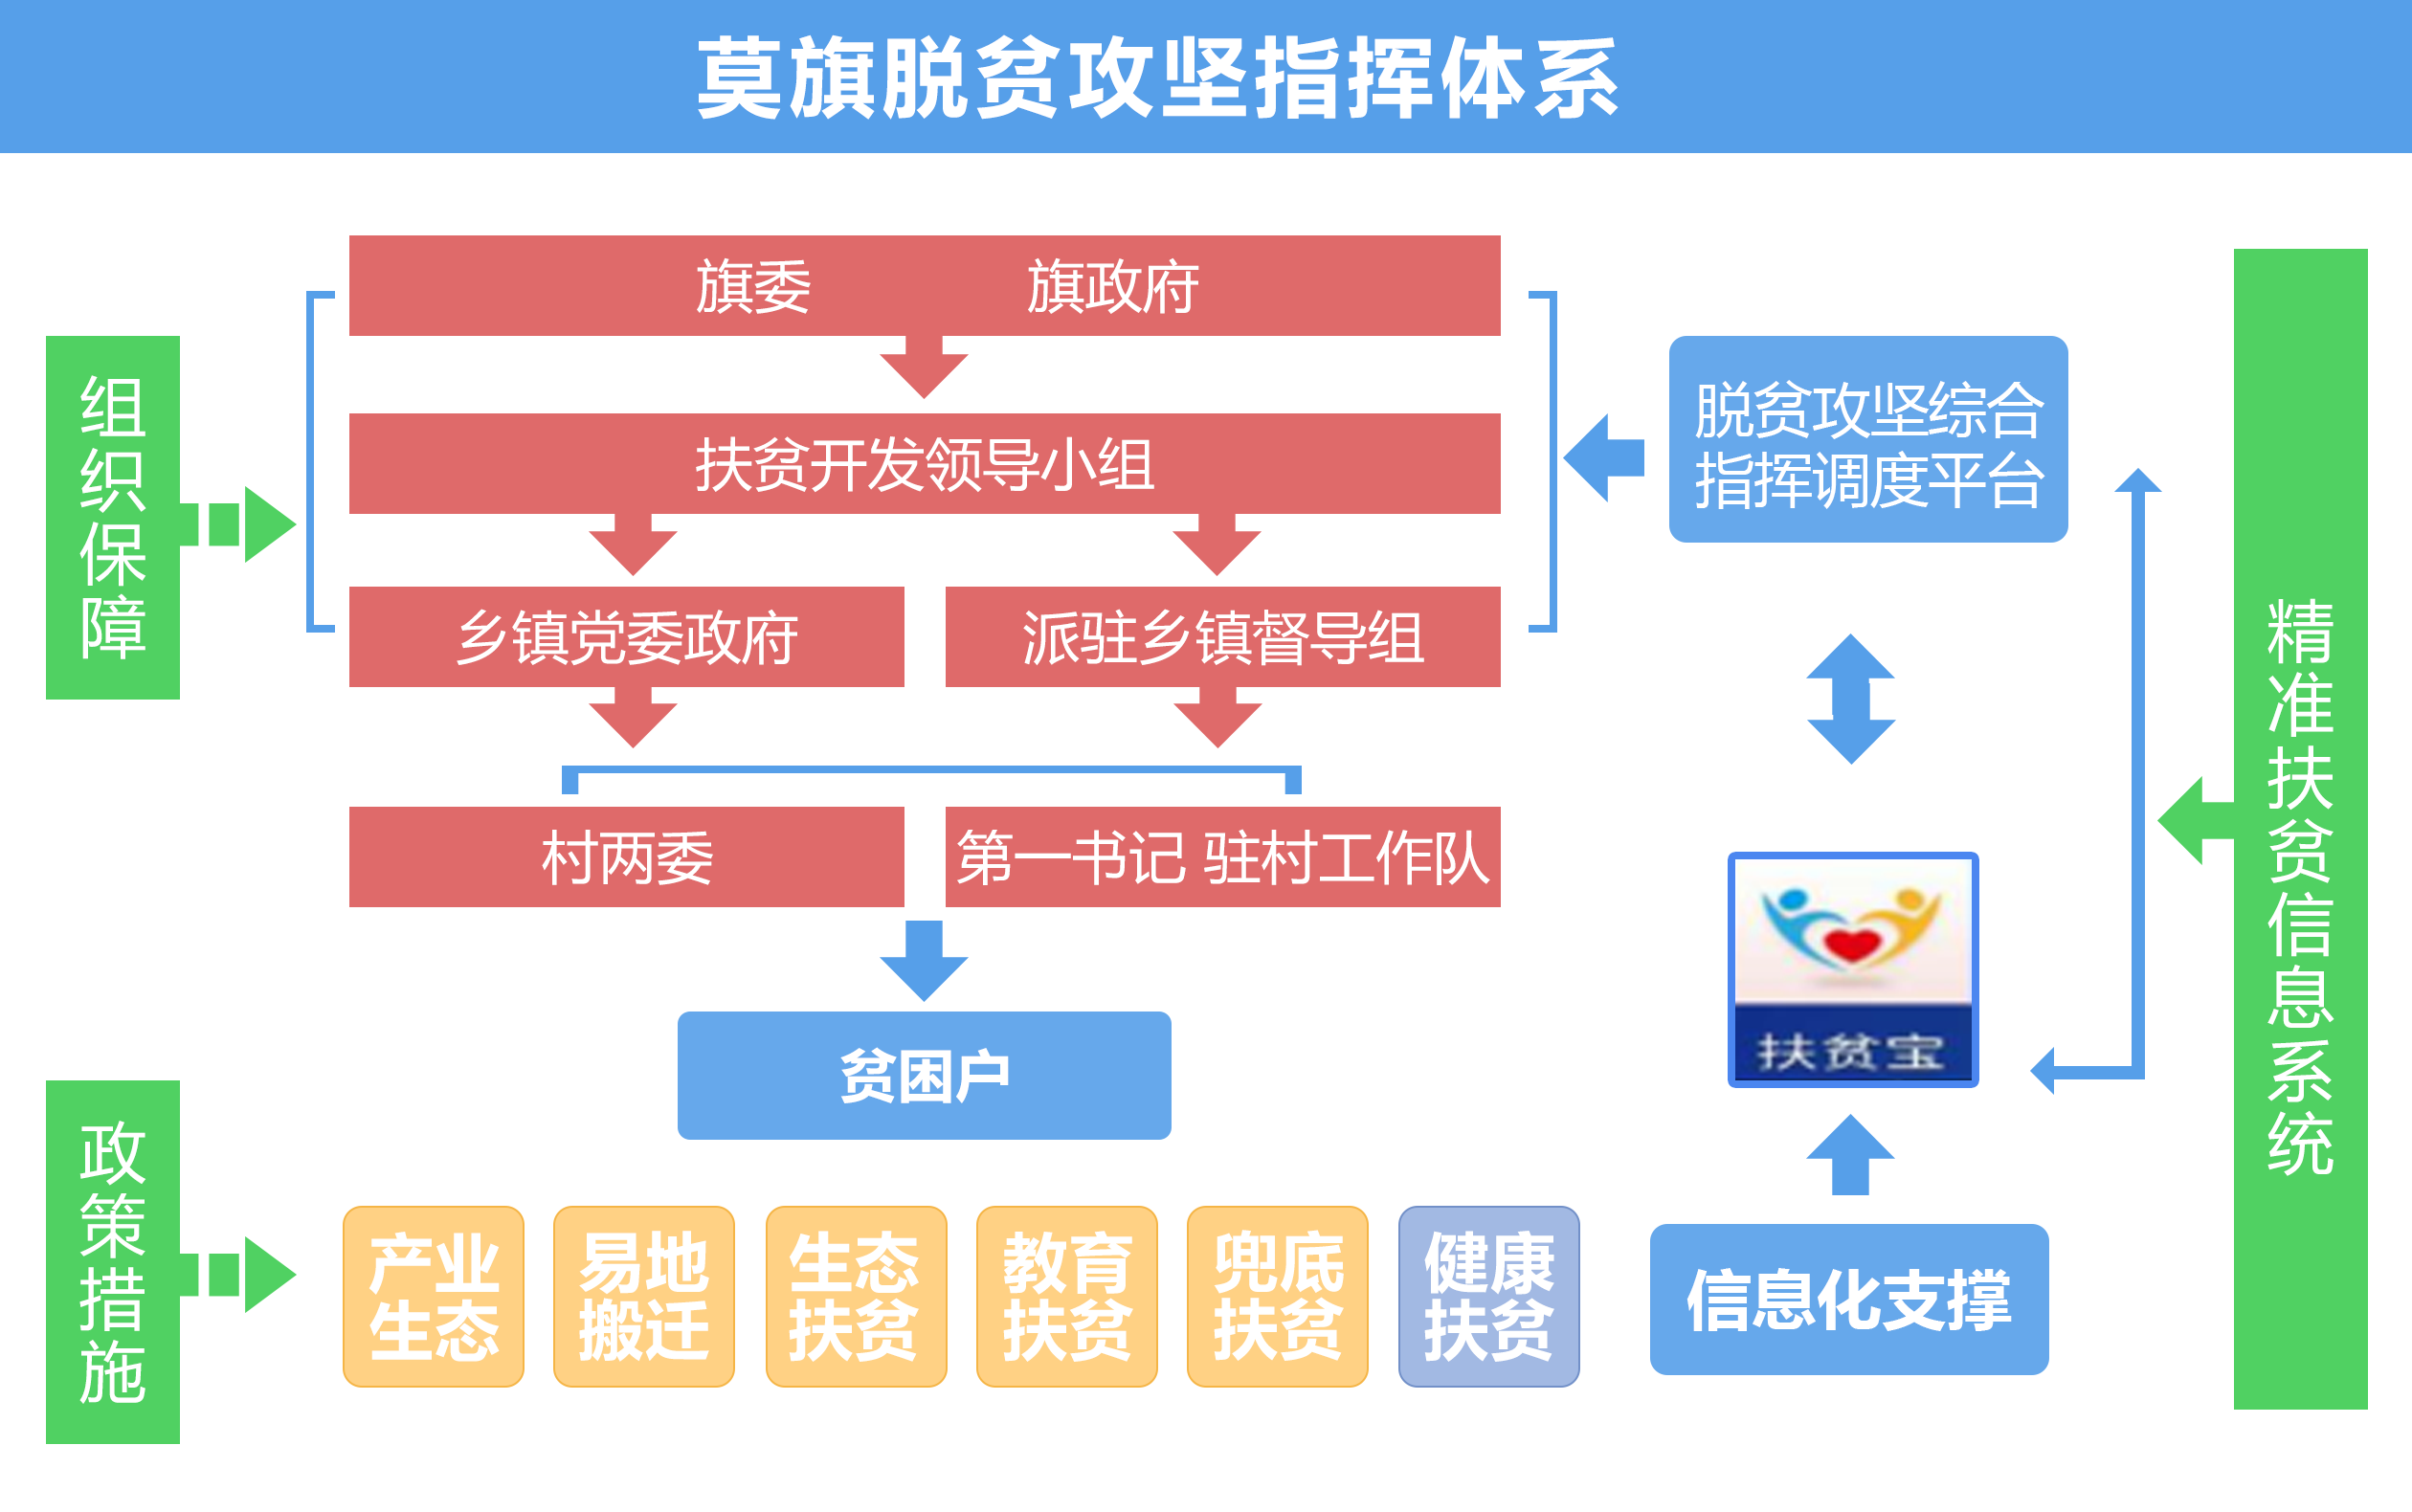 莫旗脱贫攻坚指挥体系
组织保障
旗委 旗政府
扶贫开发领导小组
乡镇党委政府
派驻乡镇督导组
村两委
第一书记 驻村工作队
贫困户
脱贫攻坚综合
指挥调度平台
扶贫宝
信息化支撑
精准扶贫信息系统
政策措施
产业
生态
易地
搬迁
生态
扶贫
教育
扶贫
兜底
扶贫
健康
扶贫